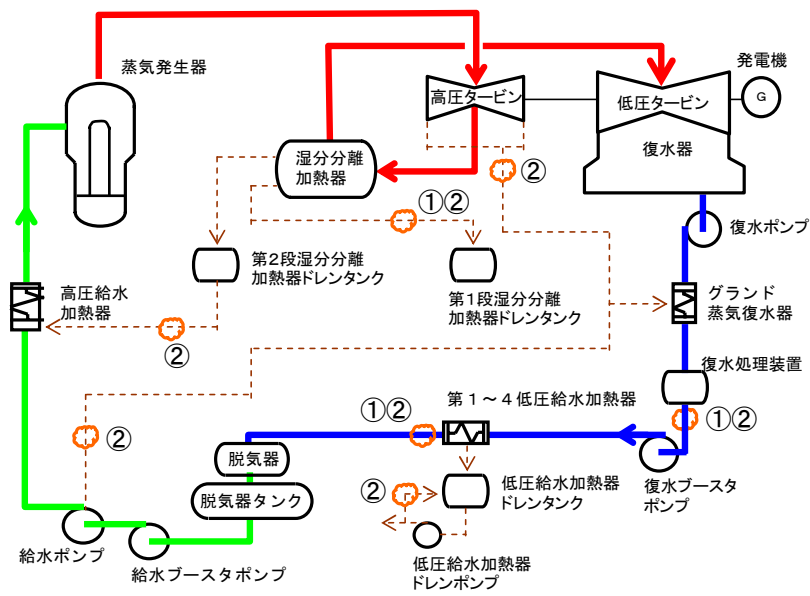 蒸気発生器
高圧タービン
低圧タービン
発電機
G
復水器
湿分分離
加熱器
②
①②
復水ポンプ
第2段湿分分離
加熱器ドレンタンク
第1段湿分分離
加熱器ドレンタンク
グランド
蒸気復水器
高圧給水
加熱器
②
復水処理装置
①②
第1~4低圧給水加熱器
①②
②
脱気器
脱気器タンク
②
低圧給水加熱器
ドレンタンク
復水ブースタ
ポンプ
給水ポンプ
給水ブースタポンプ
低圧給水加熱器
ドレンポンプ